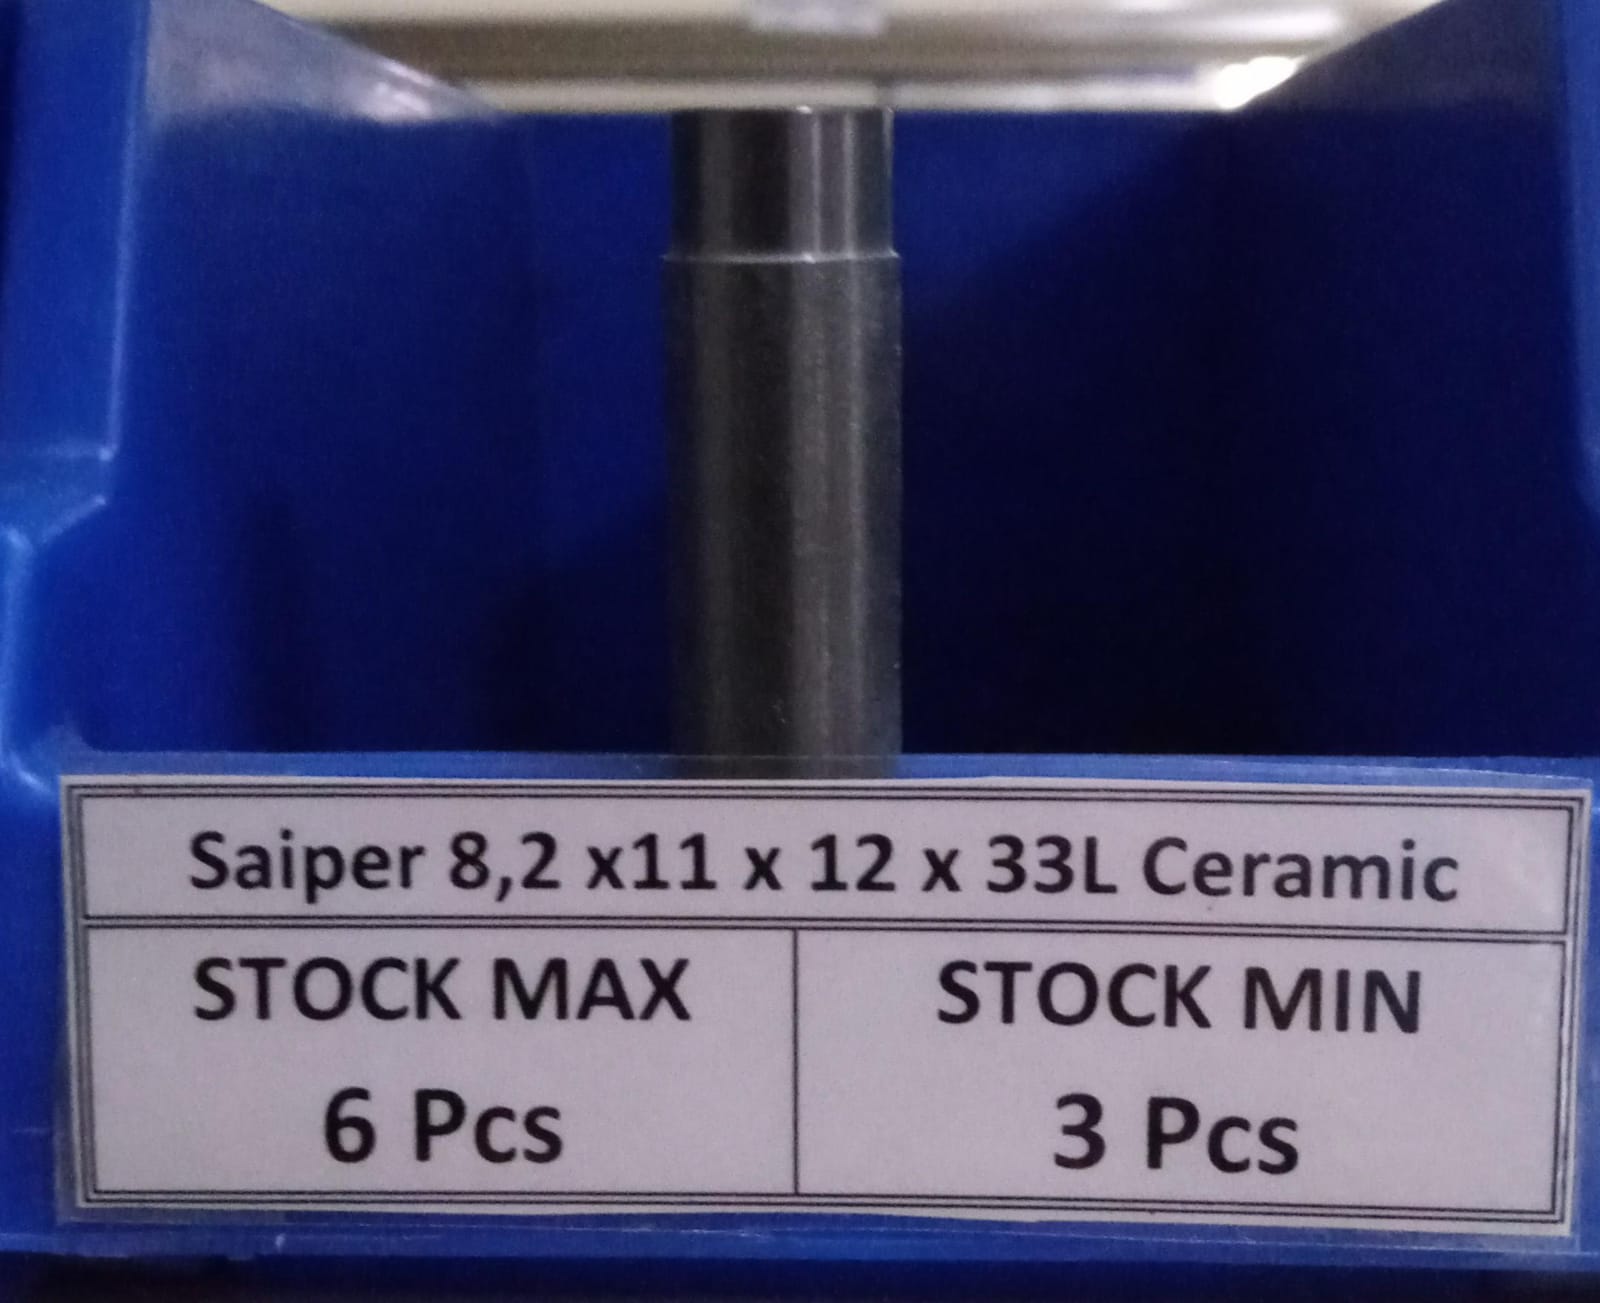 Saiper 8,2 x11 x 12 x 33L Ceramic
STOCK MAX
6 Pcs
STOCK MIN
3 Pcs